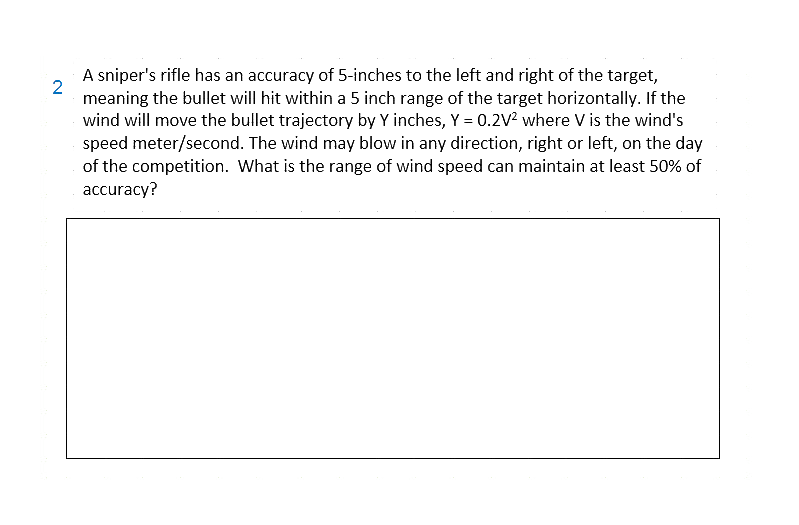 2
A sniper's rifle has an accuracy of 5-inches to the left and right of the target,
meaning the bullet will hit within a 5 inch range of the target horizontally. If the
wind will move the bullet trajectory by Y inches, Y = 0.2V² where V is the wind's
speed meter/second. The wind may blow in any direction, right or left, on the day
of the competition.  What is the range of wind speed can maintain at least 50% of
accuracy?